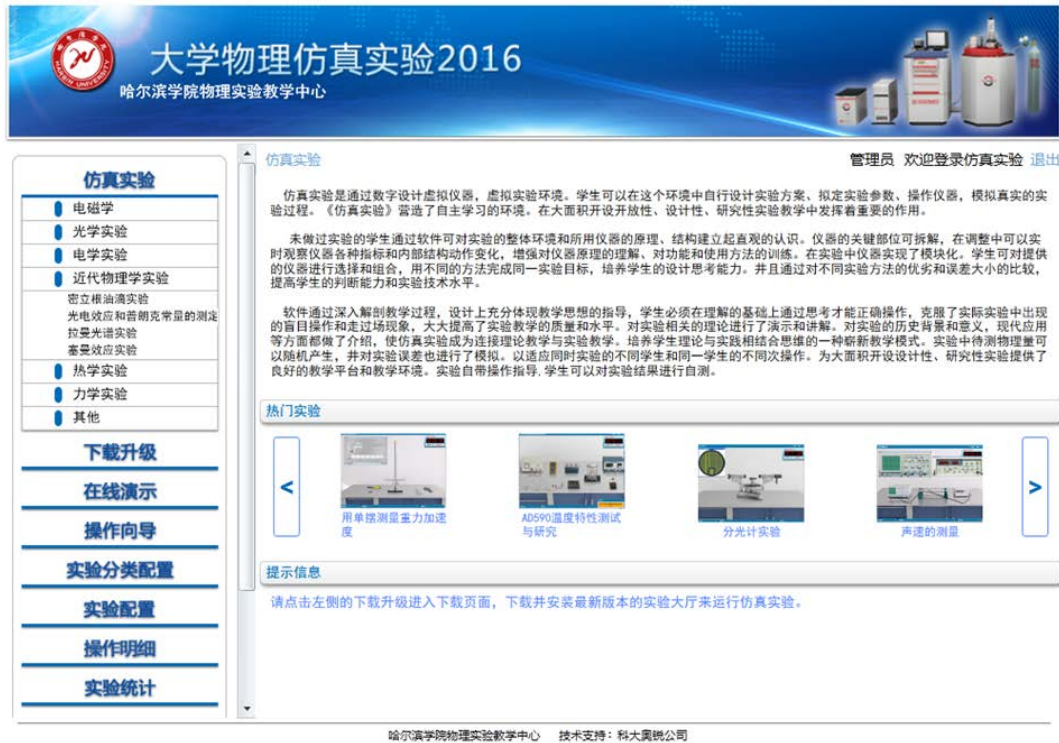 大学物理仿真实验2016
哈尔滨学院物理实验教学中心
仿真实验
电磁学
光学实验
电学实验
近代物理学实验
密立根油滴实验
光电效应和普朗克常量的测定
拉曼光谱实验
塞曼效应实验
热学实验
力学实验
其他
下载升级
在线演示
操作向导
实验分类配置
实验配置
操作明细
实验统计
仿真实验
管理员 欢迎登录仿真实验 退出
仿真实验是通过数字设计虚拟仪器，虚拟实验环境。学生可以在这个环境中自行设计实验方案、拟定实验参数、操作仪器，模拟真实的实
验过程。《仿真实验》营造了自主学习的环境。在大面积开设开放性、设计性、研究性实验教学中发挥着重要的作用。
未做过实验的学生通过软件可对实验的整体环境和所用仪器的原理、结构建立起直观的认识。仪器的关键部位可拆解，在调整中可以实
时观察仪器各种指标和内部结构动作变化，增强对仪器原理的理解、对功能和使用方法的训练。在实验中仪器实现了模块化。学生可对提供
的仪器进行选择和组合，用不同的方法完成同一实验目标，培养学生的设计思考能力。并且通过对不同实验方法的优劣和误差大小的比较，
提高学生的判断能力和实验技术水平。
软件通过深入解剖教学过程，设计上充分体现教学思想的指导，学生必须在理解的基础上通过思考才能正确操作，克服了实际实验中出现
的盲目操作和走过场现象，大大提高了实验教学的质量和水平。对实验相关的理论进行了演示和讲解。对实验的历史背景和意义，现代应用
等方面都做了介绍，使仿真实验成为连接理论教学与实验教学。培养学生理论与实践相结合思维的一种崭新教学模式。实验中待测物理量可
以随机产生，并对实验误差也进行了模拟。以适应同时实验的不同学生和同一学生的不同次操作。为大面积开设设计性、研究性实验提供了
良好的教学平台和教学环境。实验自带操作指导.学生可以对实验结果进行自测。
热门实验
<
用单摆测量重力加速
度
AD590温度特性测试
与研究
分光计实验
声速的测量
>
提示信息
请点击左侧的下载升级进入下载页面，下载并安装最新版本的实验大厅来运行仿真实验。
哈尔滨学院物理实验教学中心 技术支持：科大奥锐公司